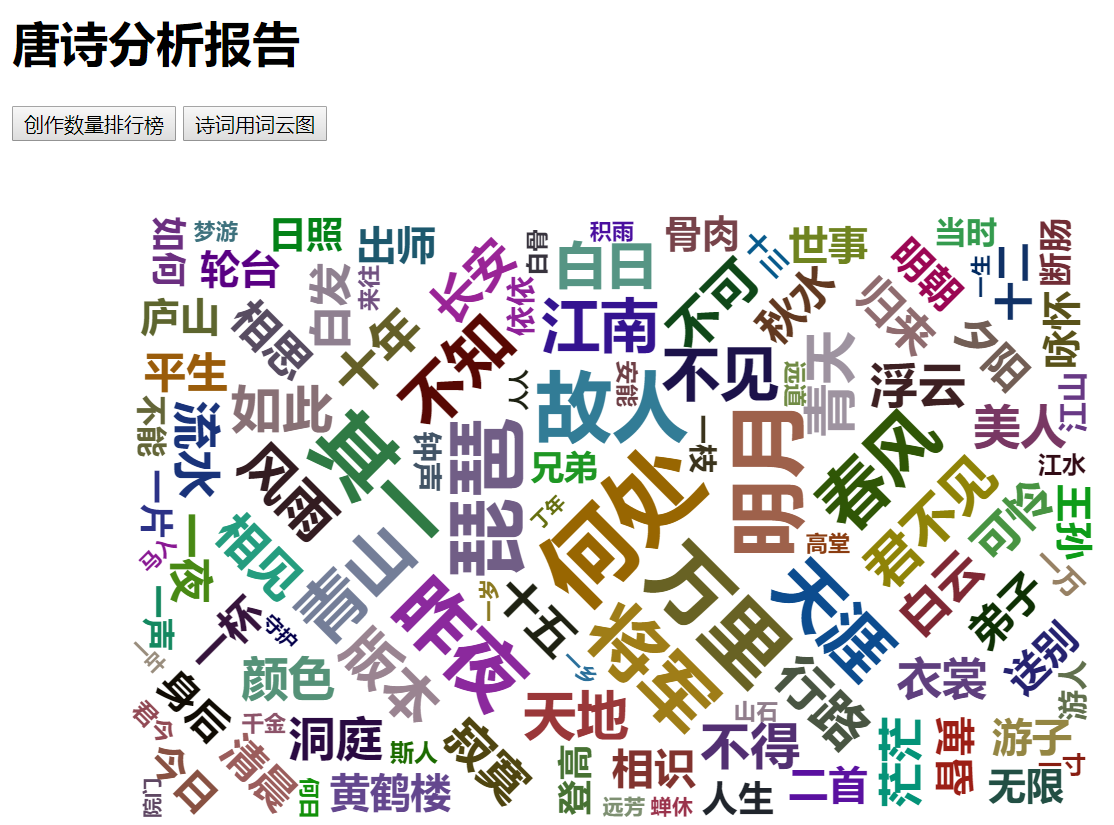 唐诗分析报告
创作数量排行榜 诗词用词云图
如何 梦游 日照 出师 长安 白骨 积雨 白日 骨肉 十三 世事 当时 断肠
轮台 白发 来往 依依 江南 不可 秋水 明朝 一生 十二
庐山 相思 十年 不知 归来 夕阳 咏怀
平生 如此 人人 故人 安能 不见 远道 青天 浮云 江山
不能 流水 其一 钟声 琵琶 兄弟 一枝 明月 春风 美人
一片 风雨 丁年 何处 高堂 君不见 可怜 江水 王孙
一夜 相见 青山 万里 天涯 白云 一万
一声 一杯 守护 昨夜 一岁 十五 将军 弟子 送别
一叶 颜色 版本 一乡 行路 衣裳 游人
君今 身后 千金 洞庭 斯人 寂寞 天地 山石 不得 茫茫 黄昏 游子 一寸
今日 清晨 何日 黄鹤楼 登高 远芳 蝉休 相识 人生 二首 无限